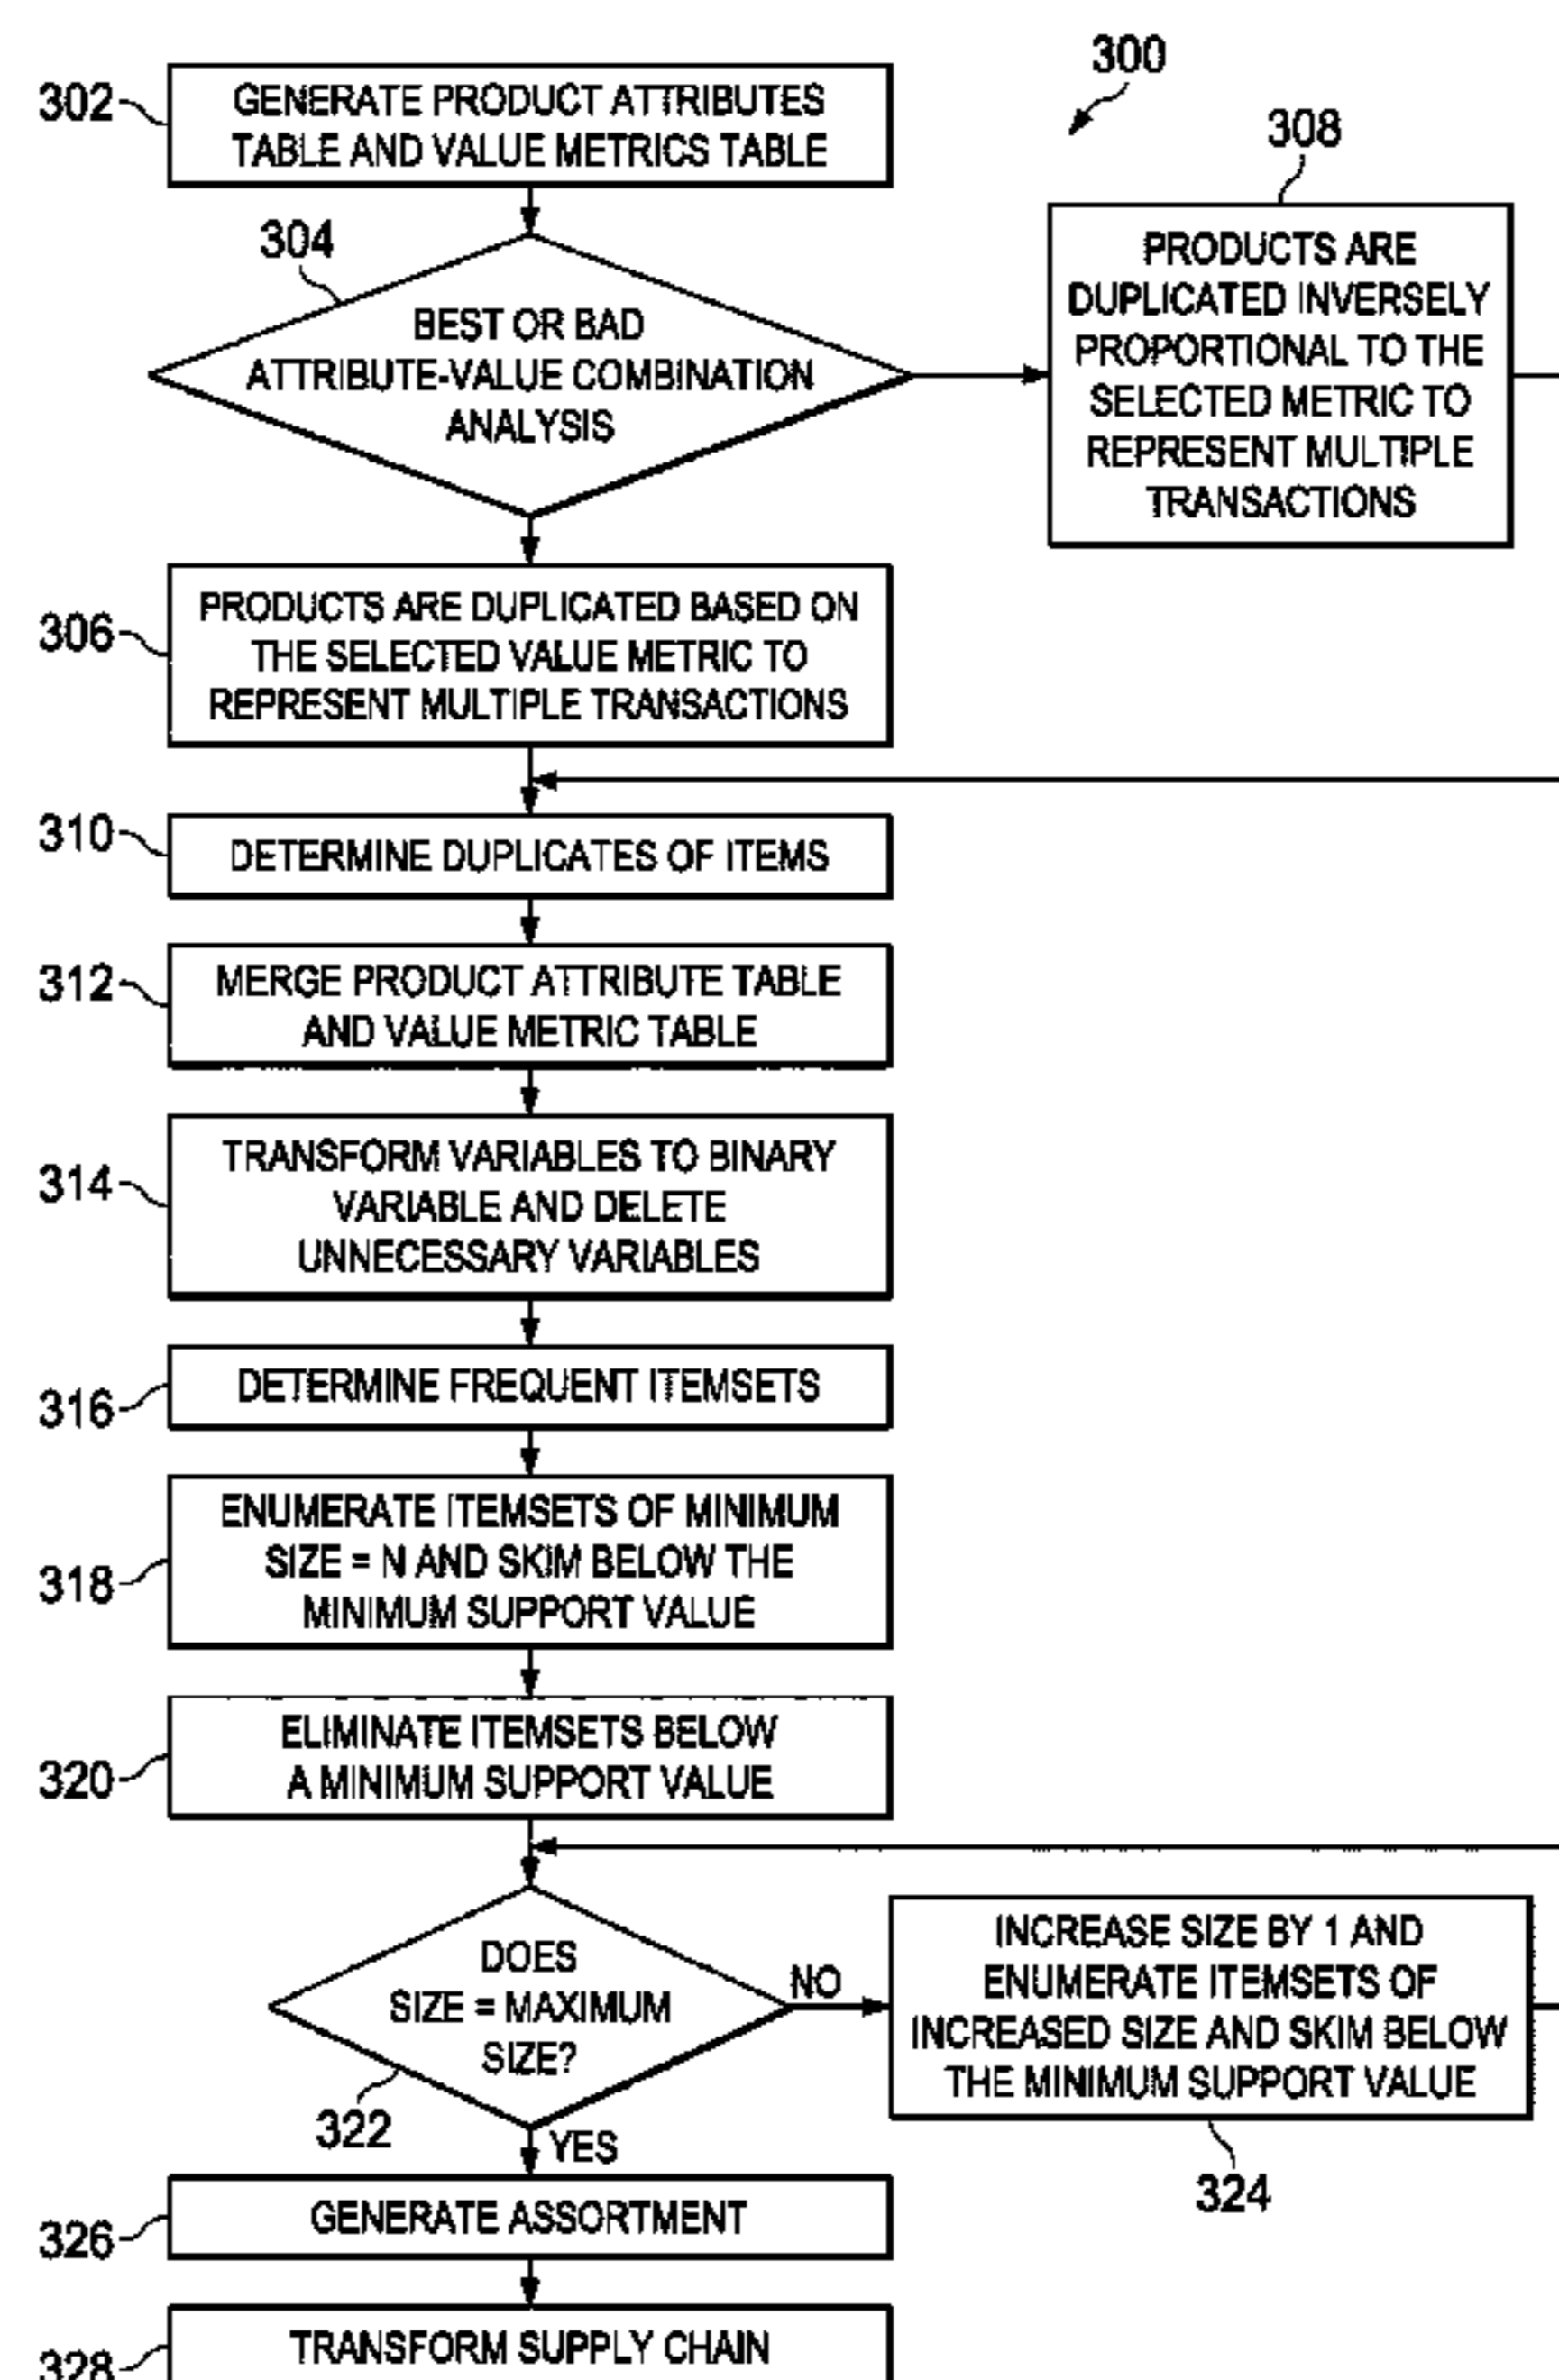 300
302
GENERATE PRODUCT ATTRIBUTES
TABLE AND VALUE METRICS TABLE
304
BEST OR BAD
ATTRIBUTE-VALUE COMBINATION
ANALYSIS
308
PRODUCTS ARE
DUPLICATED INVERSELY
PROPORTIONAL TO THE
SELECTED METRIC TO
REPRESENT MULTIPLE
TRANSACTIONS
306
PRODUCTS ARE DUPLICATED BASED ON
THE SELECTED VALUE METRIC TO
REPRESENT MULTIPLE TRANSACTIONS
310
DETERMINE DUPLICATES OF ITEMS
312
MERGE PRODUCT ATTRIBUTE TABLE
AND VALUE METRIC TABLE
314
TRANSFORM VARIABLES TO BINARY
VARIABLE AND DELETE
UNNECESSARY VARIABLES
316
DETERMINE FREQUENT ITEMSETS
318
ENUMERATE ITEMSETS OF MINIMUM
SIZE = N AND SKIM BELOW THE
MINIMUM SUPPORT VALUE
320
ELIMINATE ITEMSETS BELOW
A MINIMUM SUPPORT VALUE
DOES
SIZE = MAXIMUM
SIZE?
322
NO
INCREASE SIZE BY 1 AND
ENUMERATE ITEMSETS OF
INCREASED SIZE AND SKIM BELOW
THE MINIMUM SUPPORT VALUE
324
YES
326
GENERATE ASSORTMENT
328
TRANSFORM SUPPLY CHAIN